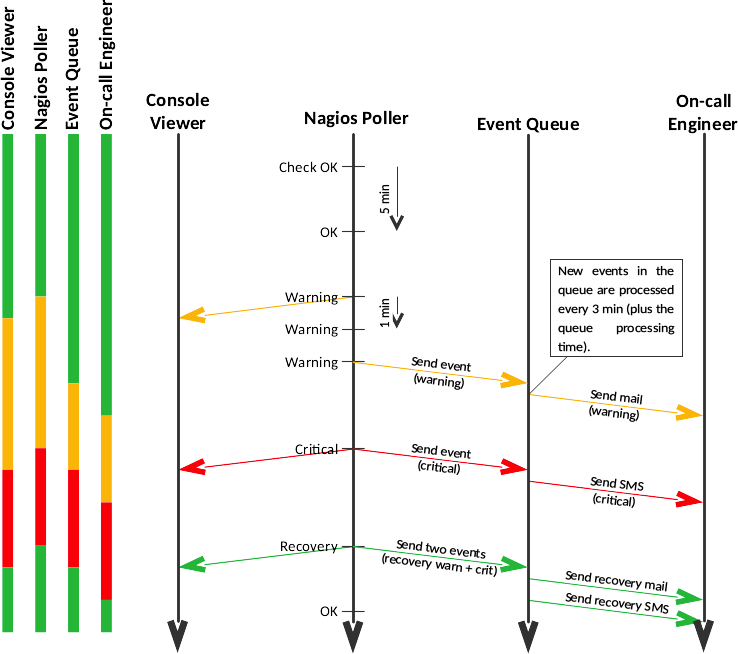 Console Viewer
Nagios Poller
Event Queue
On-call Engineer
Console
Viewer
Nagios Poller
Event Queue
On-call
Engineer
Check OK
5 min
OK
Warning
1 min
Warning
Warning
New events in the
queue are processed
every 3 min (plus the
queue processing
time).
Send event
(warning)
Send mail
(warning)
Critical
Send event
(critical)
Send SMS
(critical)
Recovery
Send two events
(recovery warn + crit)
Send recovery mail
Send recovery SMS
OK